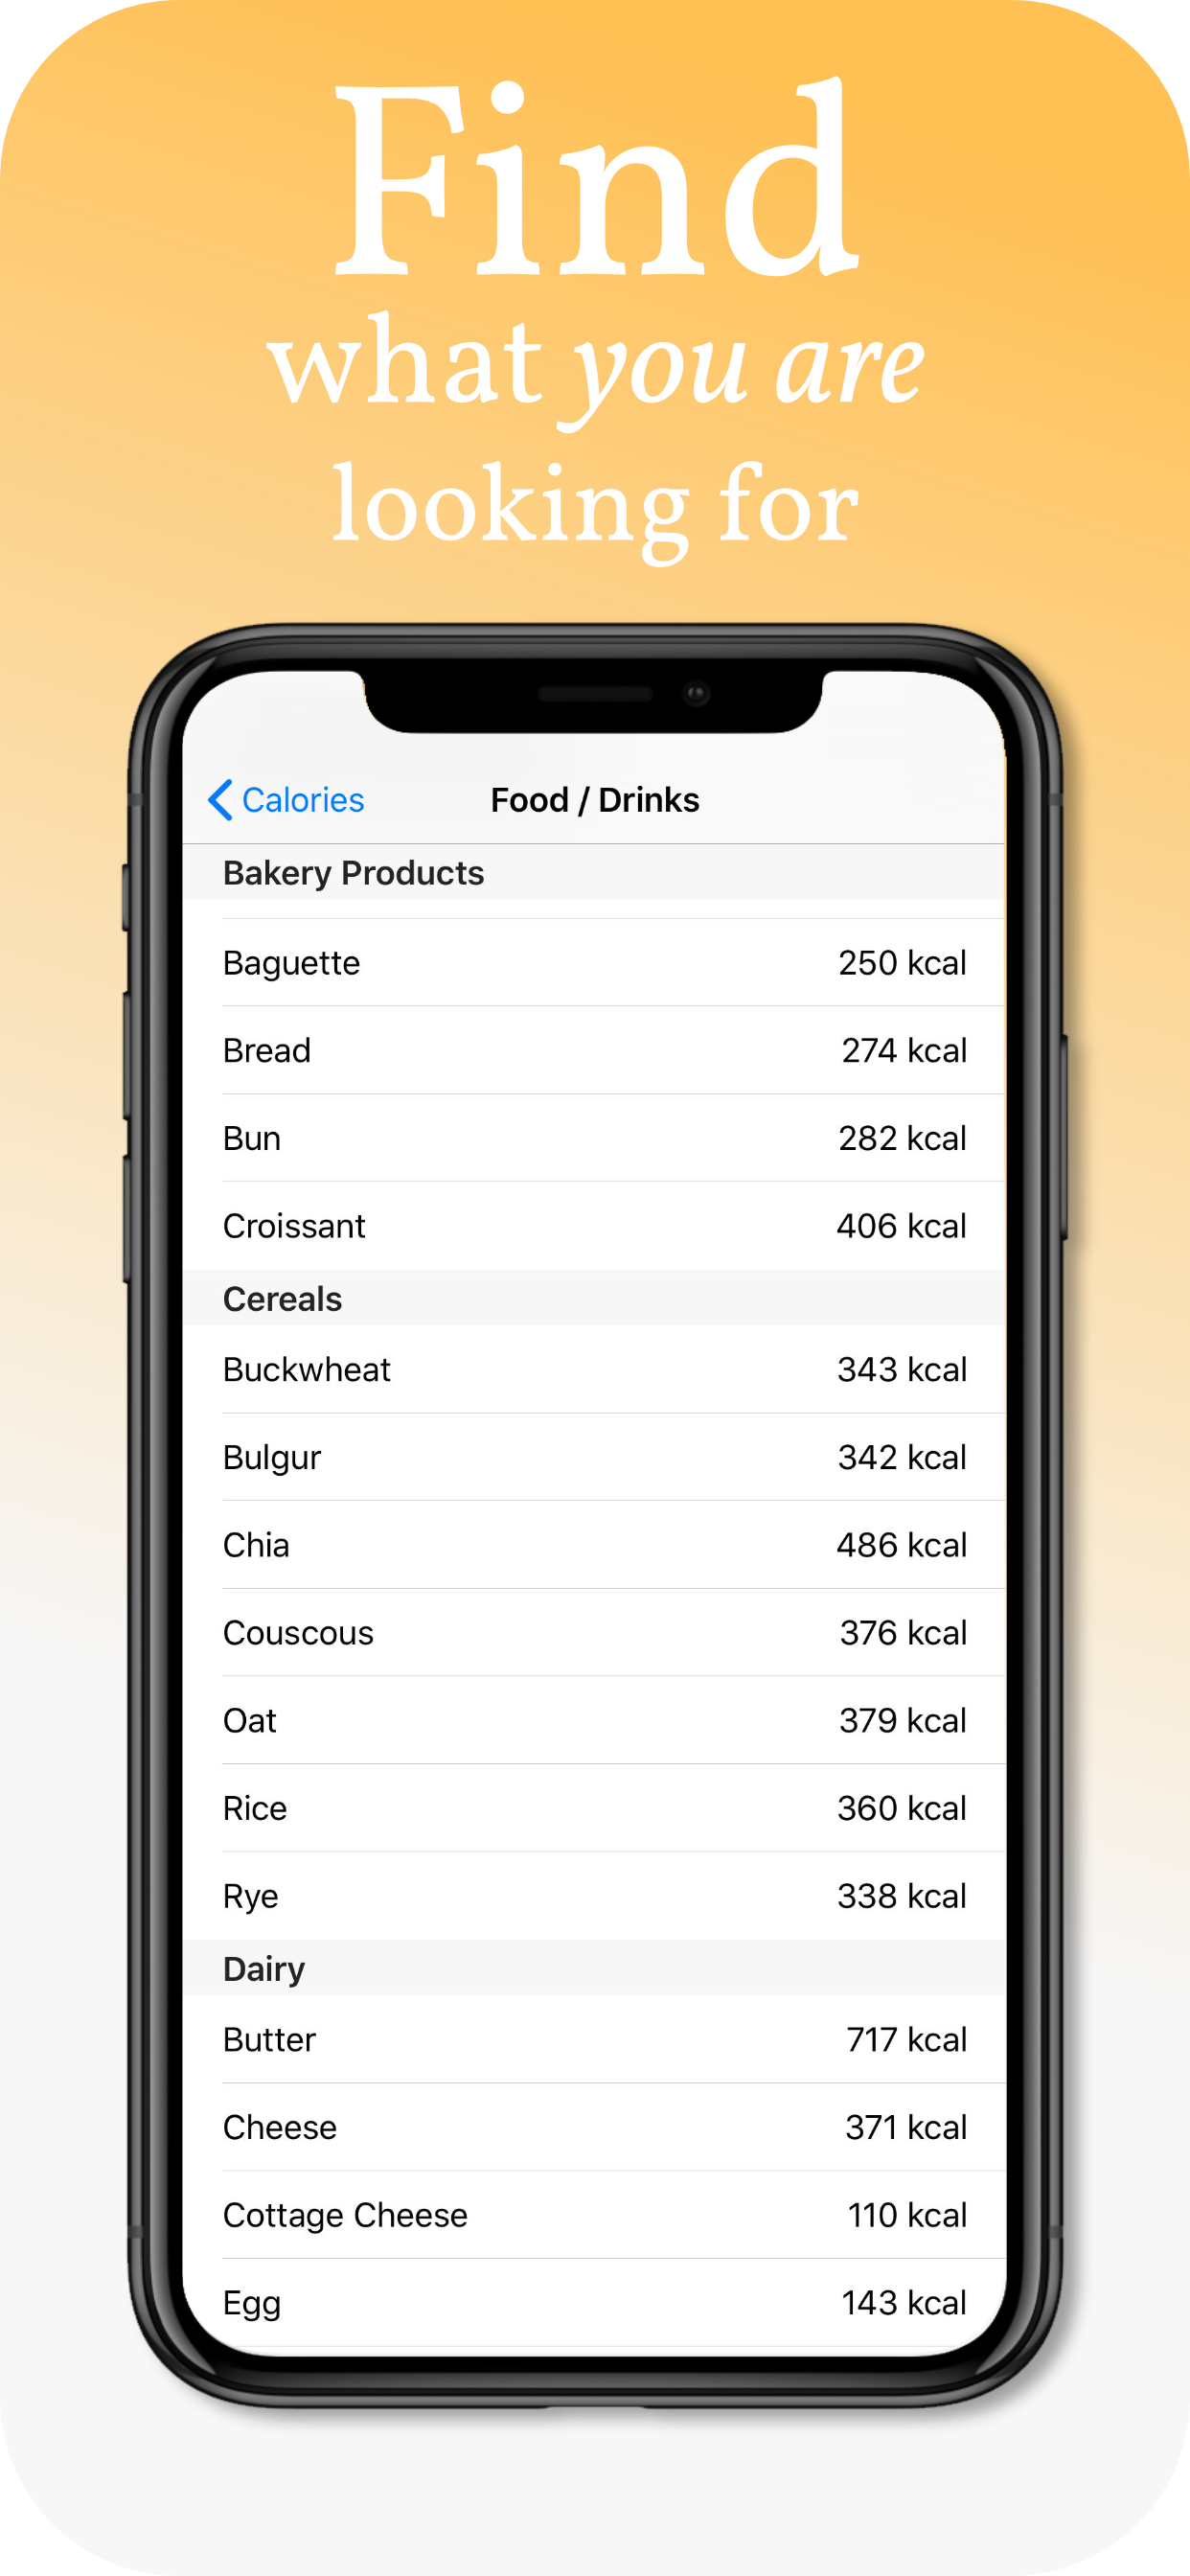 Find
what you are
looking for
Calories
Food / Drinks
Bakery Products
Baguette 250 kcal
Bread 274 kcal
Bun 282 kcal
Croissant 406 kcal
Cereals
Buckwheat 343 kcal
Bulgur 342 kcal
Chia 486 kcal
Couscous 376 kcal
Oat 379 kcal
Rice 360 kcal
Rye 338 kcal
Dairy
Butter 717 kcal
Cheese 371 kcal
Cottage Cheese 110 kcal
Egg 143 kcal